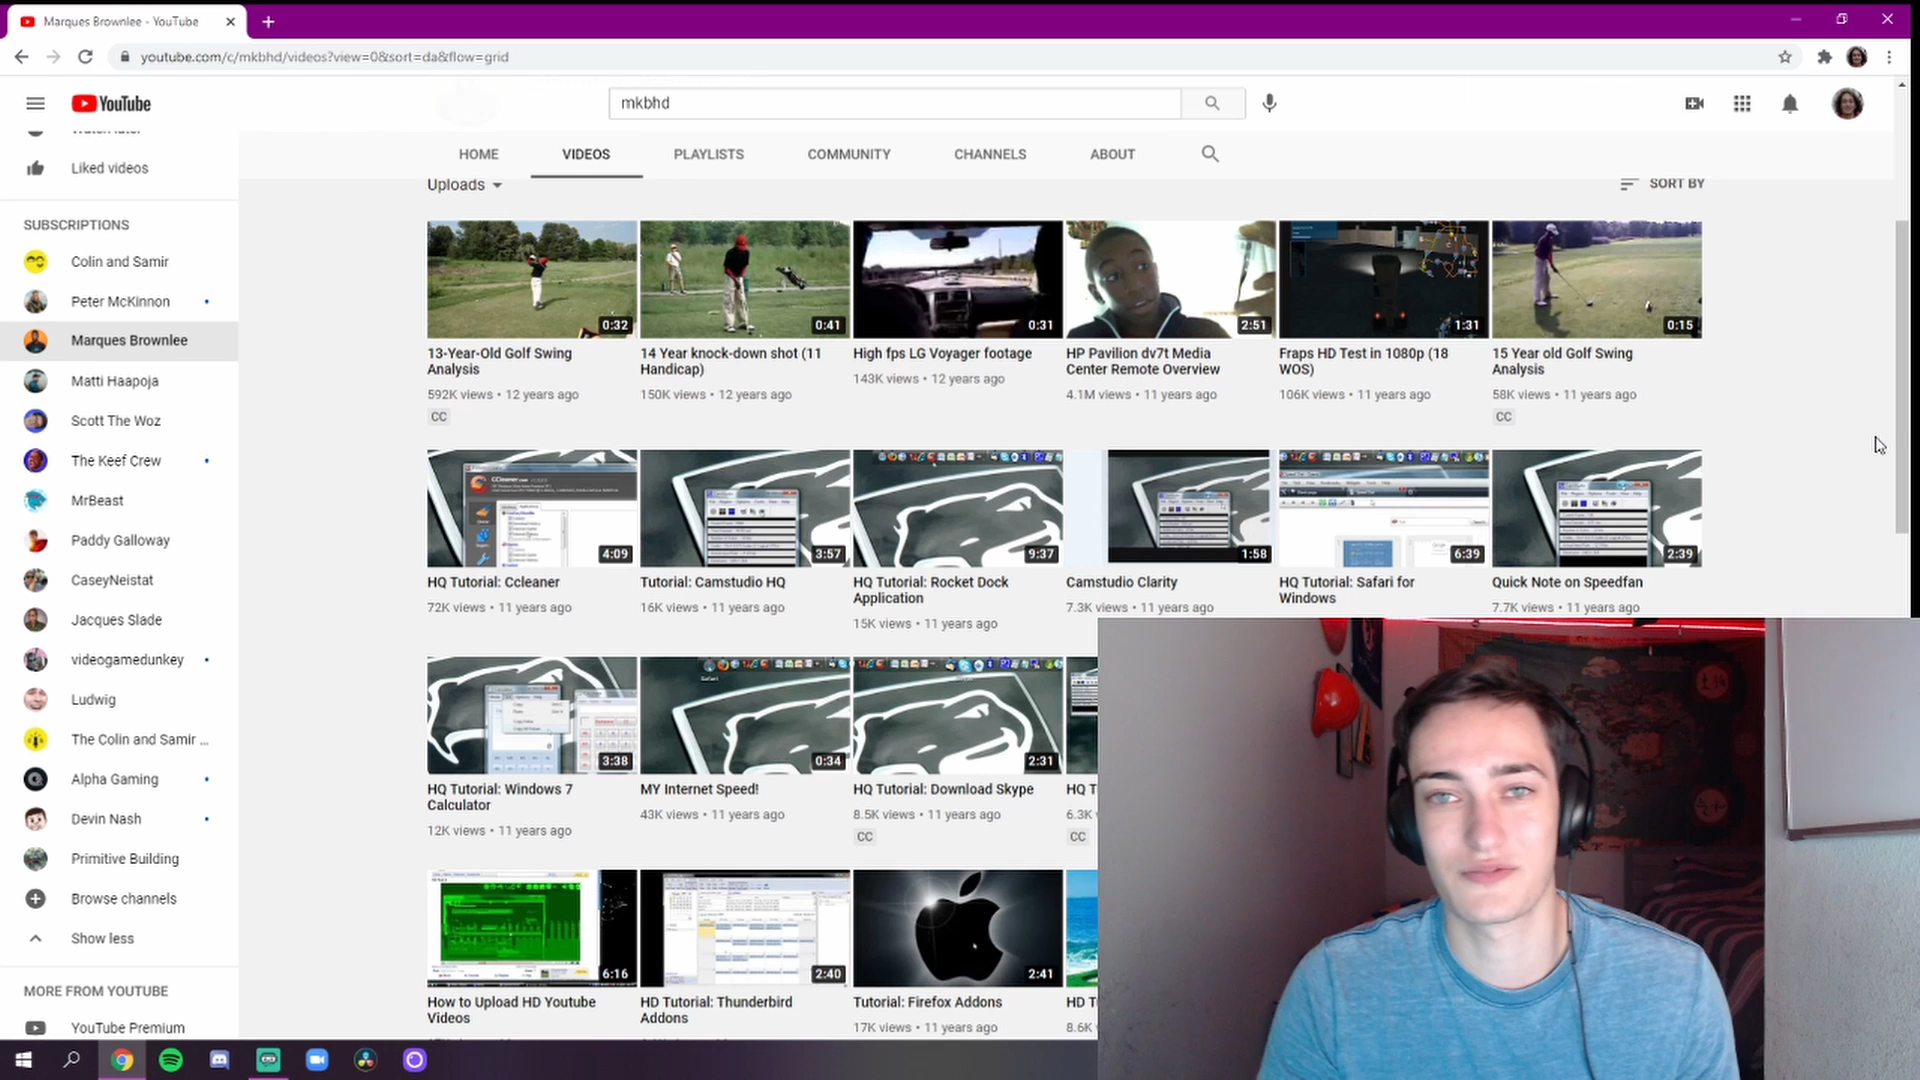 Marques Brownlee - YouTube
youtube.com/c/mkbhd/videos?view=0&sort=da&flow=grid
YouTube
mkbhd
HOME VIDEOS PLAYLISTS COMMUNITY CHANNELS ABOUT
Uploads
SORT BY
Watch later
Liked videos
SUBSCRIPTIONS
Colin and Samir
Peter McKinnon
Marques Brownlee
Matti Haapoja
Scott The Woz
The Keef Crew
MrBeast
Paddy Galloway
CaseyNeistat
Jacques Slade
videogamedunkey
Ludwig
The Colin and Samir ...
Alpha Gaming
Devin Nash
Primitive Building
Browse channels
Show less
MORE FROM YOUTUBE
YouTube Premium
0:32
13-Year-Old Golf Swing
Analysis
592K views • 12 years ago
CC
0:41
14 Year knock-down shot (11
Handicap)
150K views • 12 years ago
0:31
High fps LG Voyager footage
143K views • 12 years ago
2:51
HP Pavilion dv7t Media
Center Remote Overview
4.1M views • 11 years ago
1:31
Fraps HD Test in 1080p (18
WOS)
106K views • 11 years ago
0:15
15 Year old Golf Swing
Analysis
58K views • 11 years ago
CC
4:09
HQ Tutorial: Ccleaner
72K views • 11 years ago
3:57
Tutorial: Camstudio HQ
16K views • 11 years ago
9:37
HQ Tutorial: Rocket Dock
Application
15K views • 11 years ago
1:58
Camstudio Clarity
7.3K views • 11 years ago
6:39
HQ Tutorial: Safari for
Windows
2:39
Quick Note on Speedfan
7.7K views • 11 years ago
3:38
HQ Tutorial: Windows 7
Calculator
12K views • 11 years ago
0:34
MY Internet Speed!
43K views • 11 years ago
2:31
HQ Tutorial: Download Skype
8.5K views • 11 years ago
CC
HQ T
6.3K
CC
6:16
How to Upload HD Youtube
Videos
2:40
HD Tutorial: Thunderbird
Addons
2:41
Tutorial: Firefox Addons
17K views • 11 years ago
HD T
8.6K